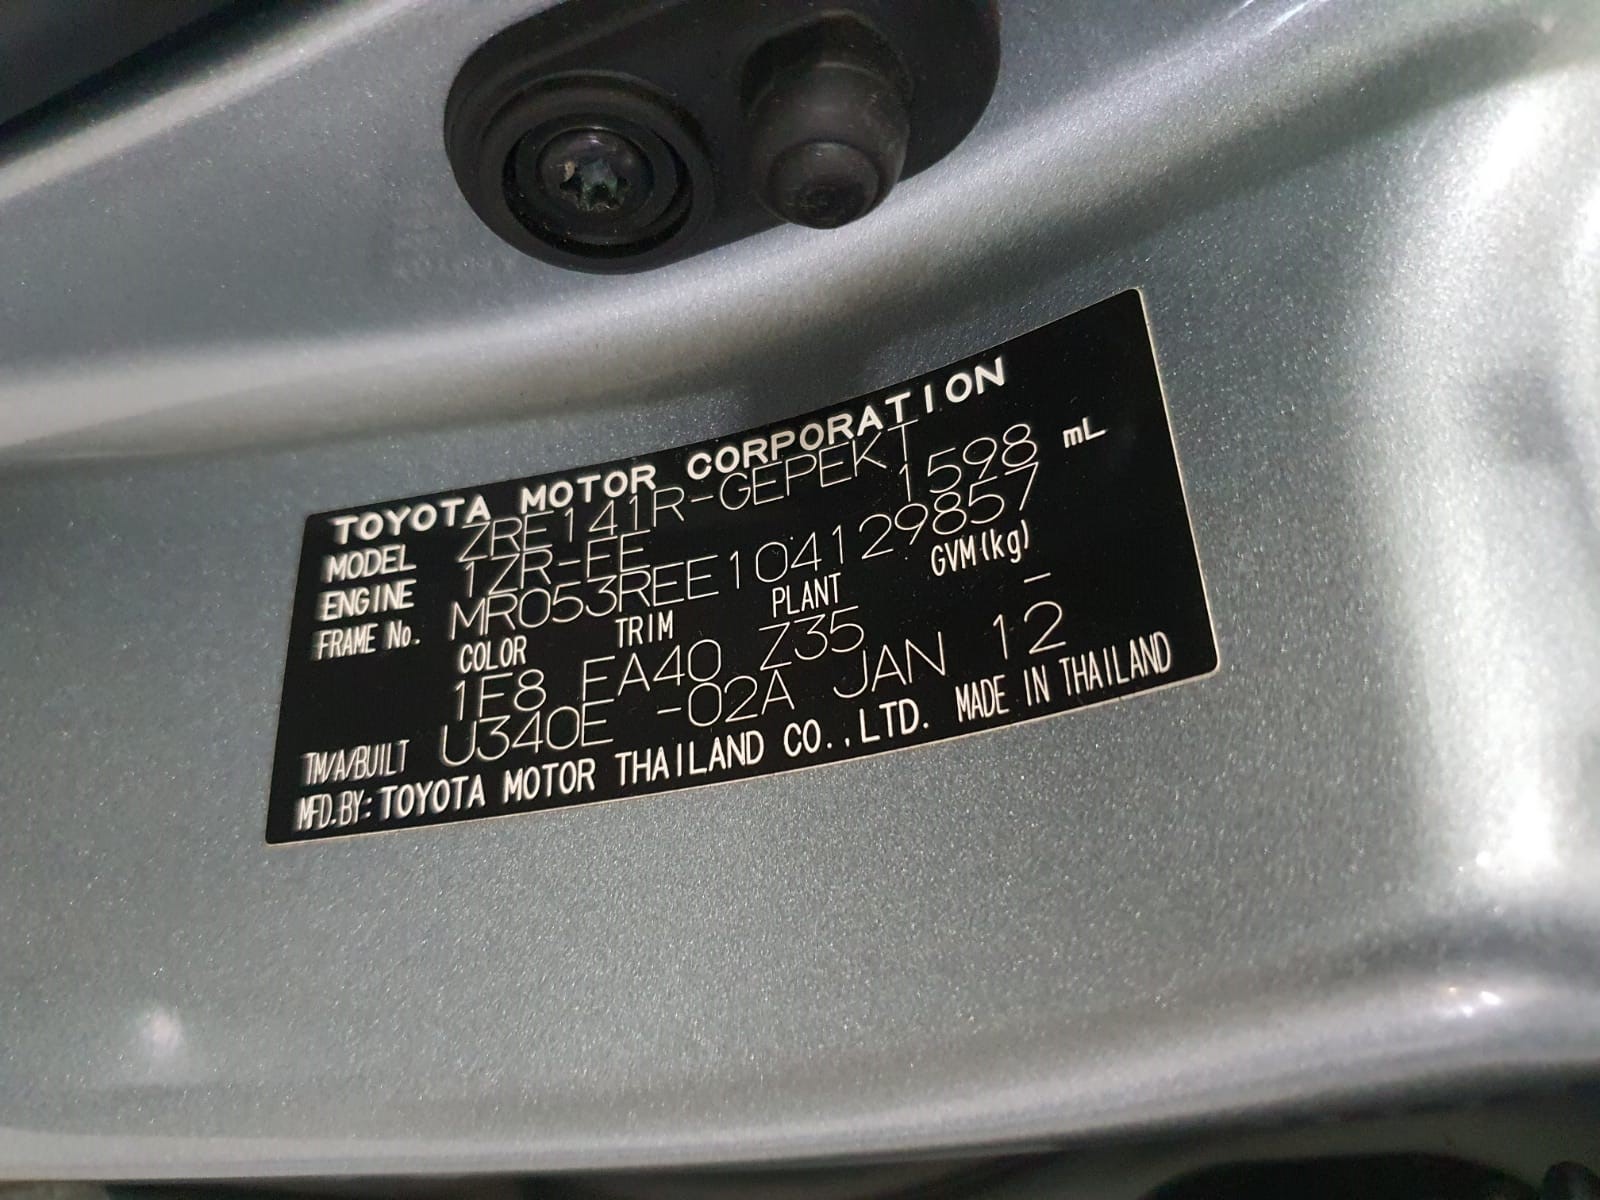 TOYOTA MOTOR CORPORATION
MODEL ZRE141R-GEPEKT
ENGINE 1ZR-FE 1598 mL
FRAME No. MR053REE104129857
COLOR TRIM PLANT GVM(kg)
1F8 FA40 Z35 –
TM/A/BUILT U340E -02A JAN 12
MFD.BY: TOYOTA MOTOR THAILAND CO.,LTD. MADE IN THAILAND